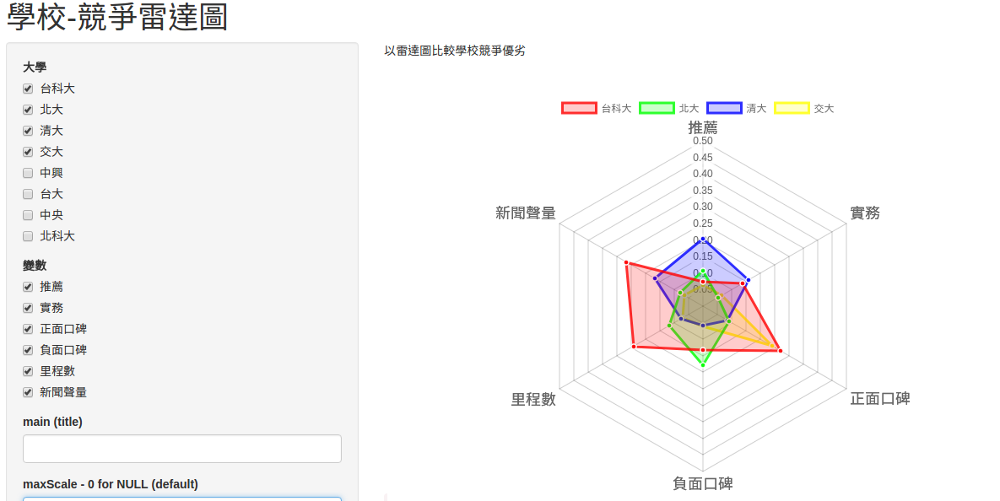 學校-競爭雷達圖
大學
台科大
北大
清大
交大
中興
台大
中央
北科大
變數
推薦
實務
正面口碑
負面口碑
里程數
新聞聲量
main (title)
maxScale - 0 for NULL (default)
以雷達圖比較學校競爭優劣
台科大 北大 清大 交大
推薦
0.50
0.45
0.40
0.35
0.30
0.25
0.20
0.15
0.10
0.05
新聞聲量
實務
里程數
正面口碑
負面口碑